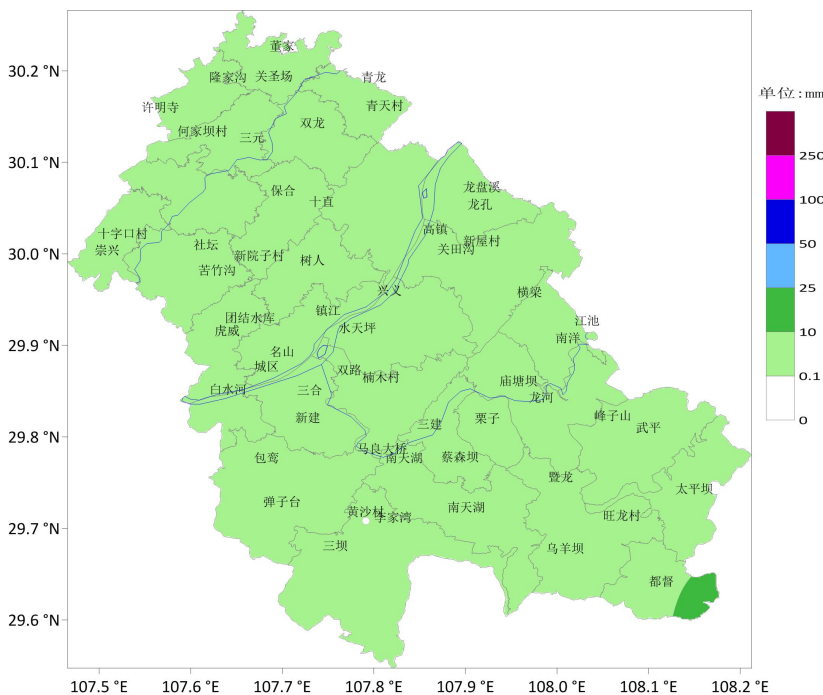 董家
30.2 °N
隆家沟
关圣场
青龙
单位:mm
许明寺
青天村
双龙
何家坝村
三元
250
30.1 °N
保合
龙盘溪
100
十直
龙孔
十字口村
高镇
社坛
新屋村
50
30.0 °N
崇兴
新院子村
树人
关田沟
苦竹沟
25
兴义
横梁
团结水库
镇江
江池
10
虎威
水天坪
南洋
29.9 °N
名山
城区
双路
楠木村
庙塘坝
0.1
白水河
三合
龙河
新建
三建
栗子
峰子山
武平
0
29.8 °N
马良大桥
包鸾
南天湖
蔡森坝
暨龙
太平坝
弹子台
黄沙村
李家湾
南天湖
旺龙村
29.7 °N
三坝
乌羊坝
都督
29.6 °N
107.5 °E
107.6 °E
107.7 °E
107.8 °E
107.9 °E
108.0 °E
108.1 °E
108.2 °E